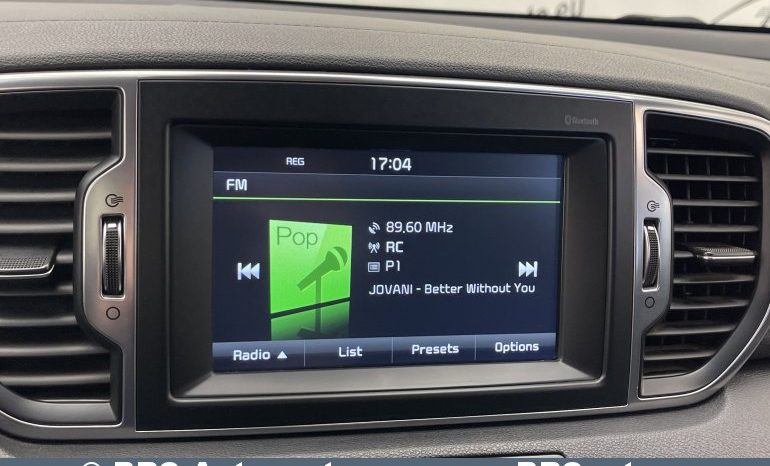 Bluetooth
REG 17:04
FM
Pop
89.60 MHz
RC
P1
JOVANI - Better Without You
Radio ▲ List Presets Options